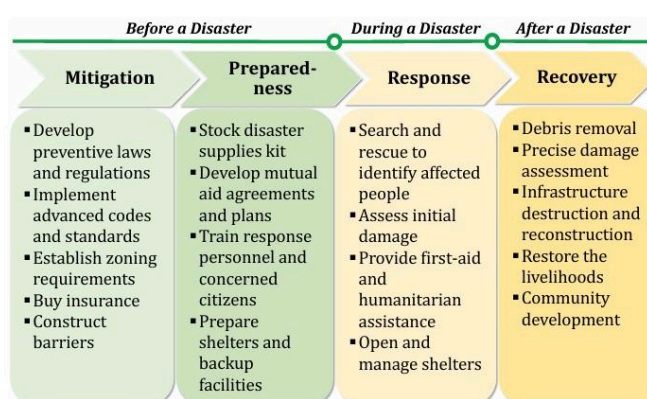 Before a Disaster
During a Disaster
After a Disaster
Mitigation
Prepared-
ness
Response
Recovery
▪ Develop
preventive laws
and regulations
▪ Implement
advanced codes
and standards
▪ Establish zoning
requirements
▪ Buy insurance
▪ Construct
barriers
▪ Stock disaster
supplies kit
▪ Develop mutual
aid agreements
and plans
▪ Train response
personnel and
concerned
citizens
▪ Prepare
shelters and
backup
facilities
▪ Search and
rescue to
identify affected
people
▪ Assess initial
damage
▪ Provide first-aid
and
humanitarian
assistance
▪ Open and
manage shelters
▪ Debris removal
▪ Precise damage
assessment
▪ Infrastructure
destruction and
reconstruction
▪ Restore the
livelihoods
▪ Community
development